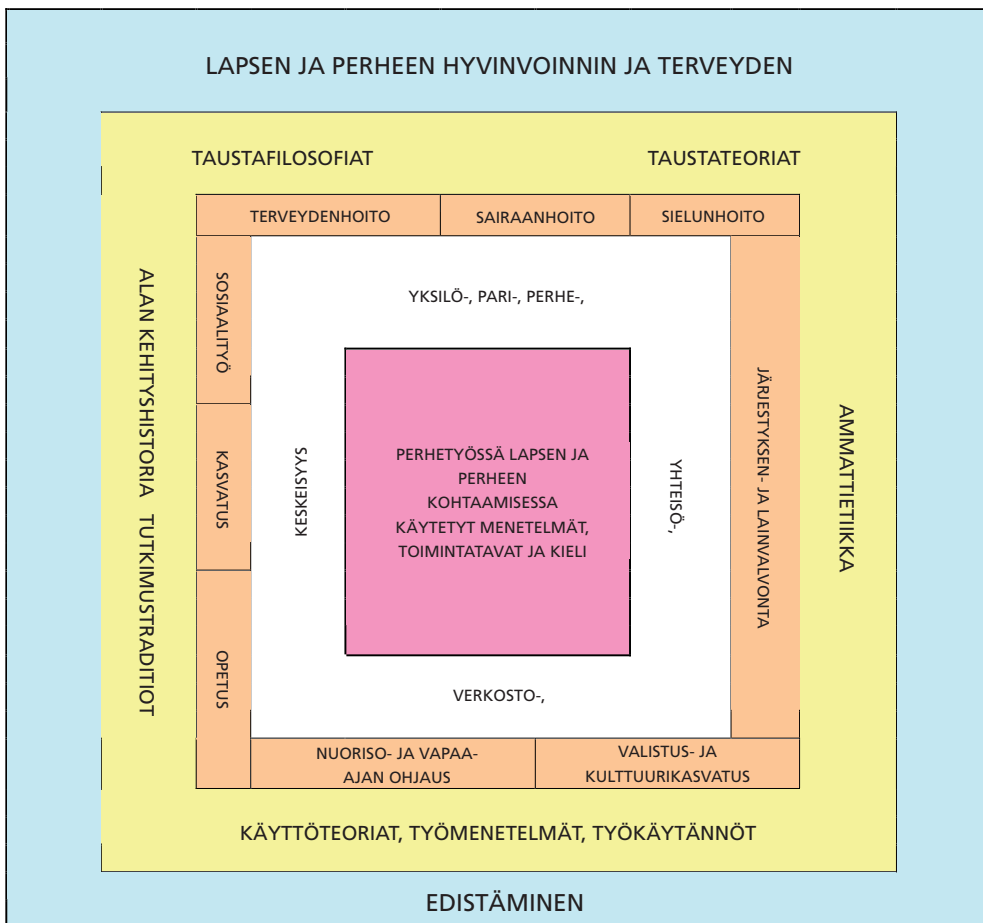 LAPSEN JA PERHEEN HYVINVOINNIN JA TERVEYDEN
TAUSTAFILOSOFIAT
TAUSTATEORIAT
TERVEYDENHOITO
SAIRAANHOITO
SIELUNHOITO
ALAN KEHITYSHISTORIA TUTKIMUSTRADITIOT
SOSIAALITYÖ
KASVATUS
OPETUS
YKSILÖ-, PARI-, PERHE-,
KESKEISYYS
PERHETYÖSSÄ LAPSEN JA
PERHEEN
KOHTAAMISESSA
KÄYTETYT MENETELMÄT,
TOIMINTATAVAT JA KIELI
YHTEISÖ-,
VERKOSTO-,
JÄRJESTYKSEN- JA LAINVALVONTA
AMMATTIETIIKKA
NUORISO- JA VAPAA-
AJAN OHJAUS
VALISTUS- JA
KULTTUURIKASVATUS
KÄYTTÖTEORIAT, TYÖMENETELMÄT, TYÖKÄYTÄNNÖT
EDISTÄMINEN